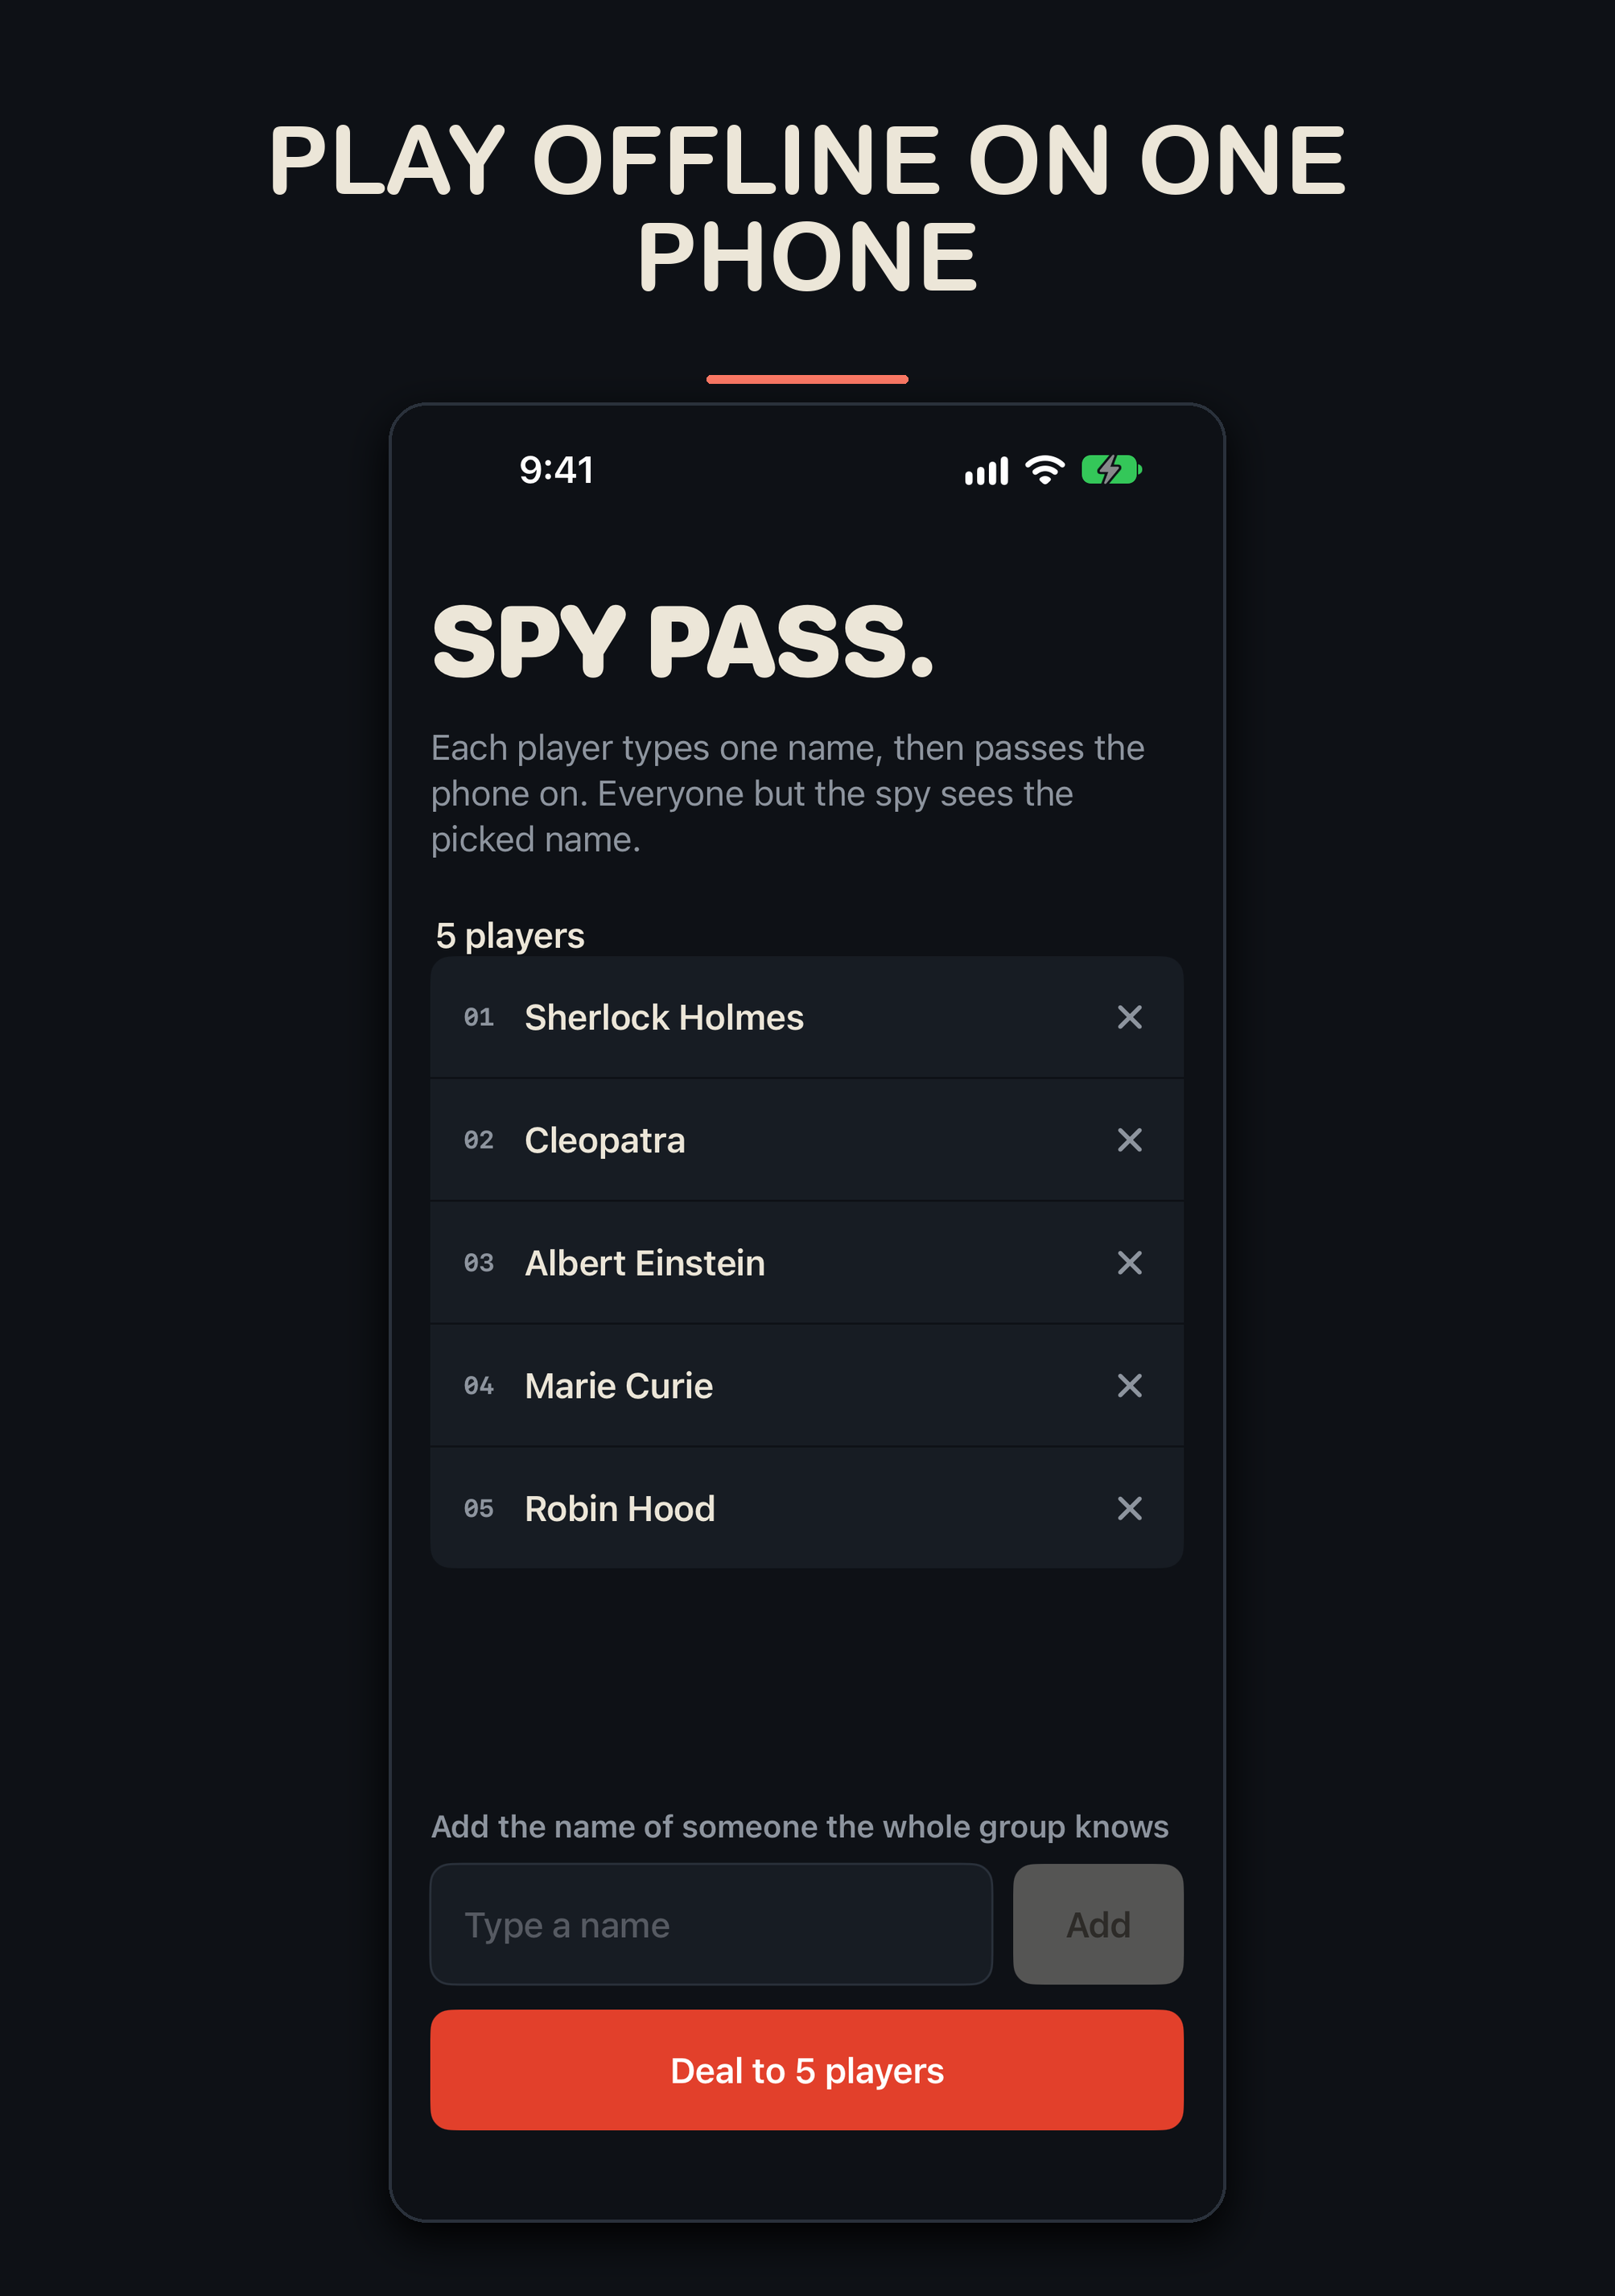 PLAY OFFLINE ON ONE
PHONE
9:41
SPY PASS.
Each player types one name, then passes the
phone on. Everyone but the spy sees the
picked name.
5 players
01 Sherlock Holmes
02 Cleopatra
03 Albert Einstein
04 Marie Curie
05 Robin Hood
Add the name of someone the whole group knows
Type a name
Add
Deal to 5 players